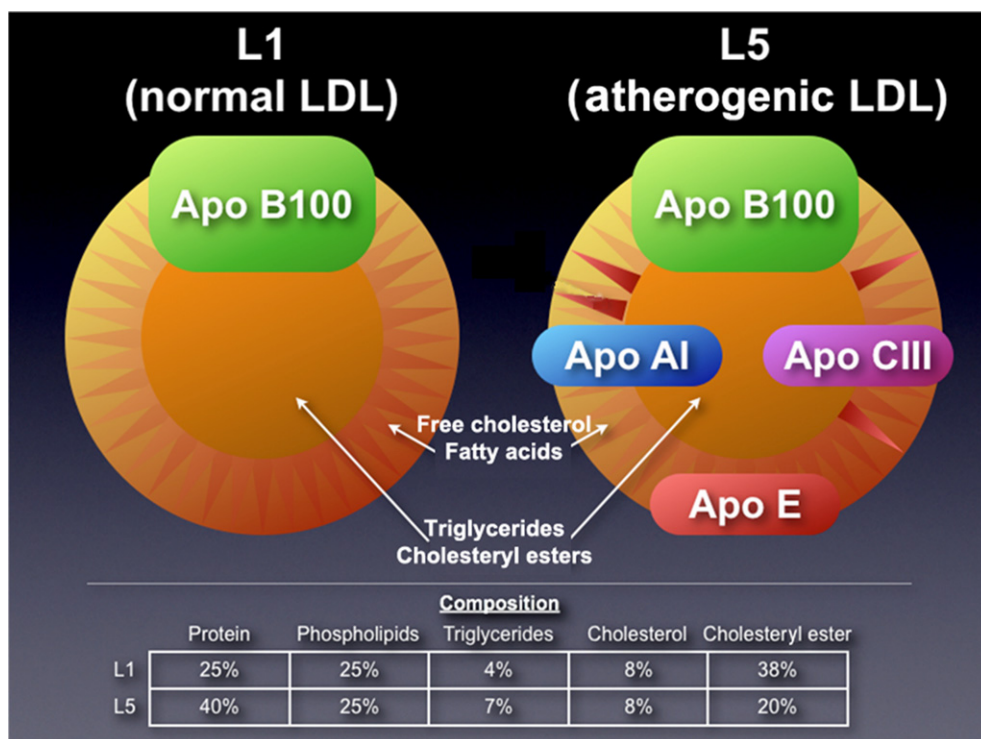 L1
(normal LDL)
L5
(atherogenic LDL)
Apo B100
Apo B100
Apo AI
Apo CIII
Free cholesterol
Fatty acids
Apo E
Triglycerides
Cholesteryl esters
Composition
Protein Phospholipids Triglycerides Cholesterol Cholesteryl ester
L1 25% 25% 4% 8% 38%
L5 40% 25% 7% 8% 20%